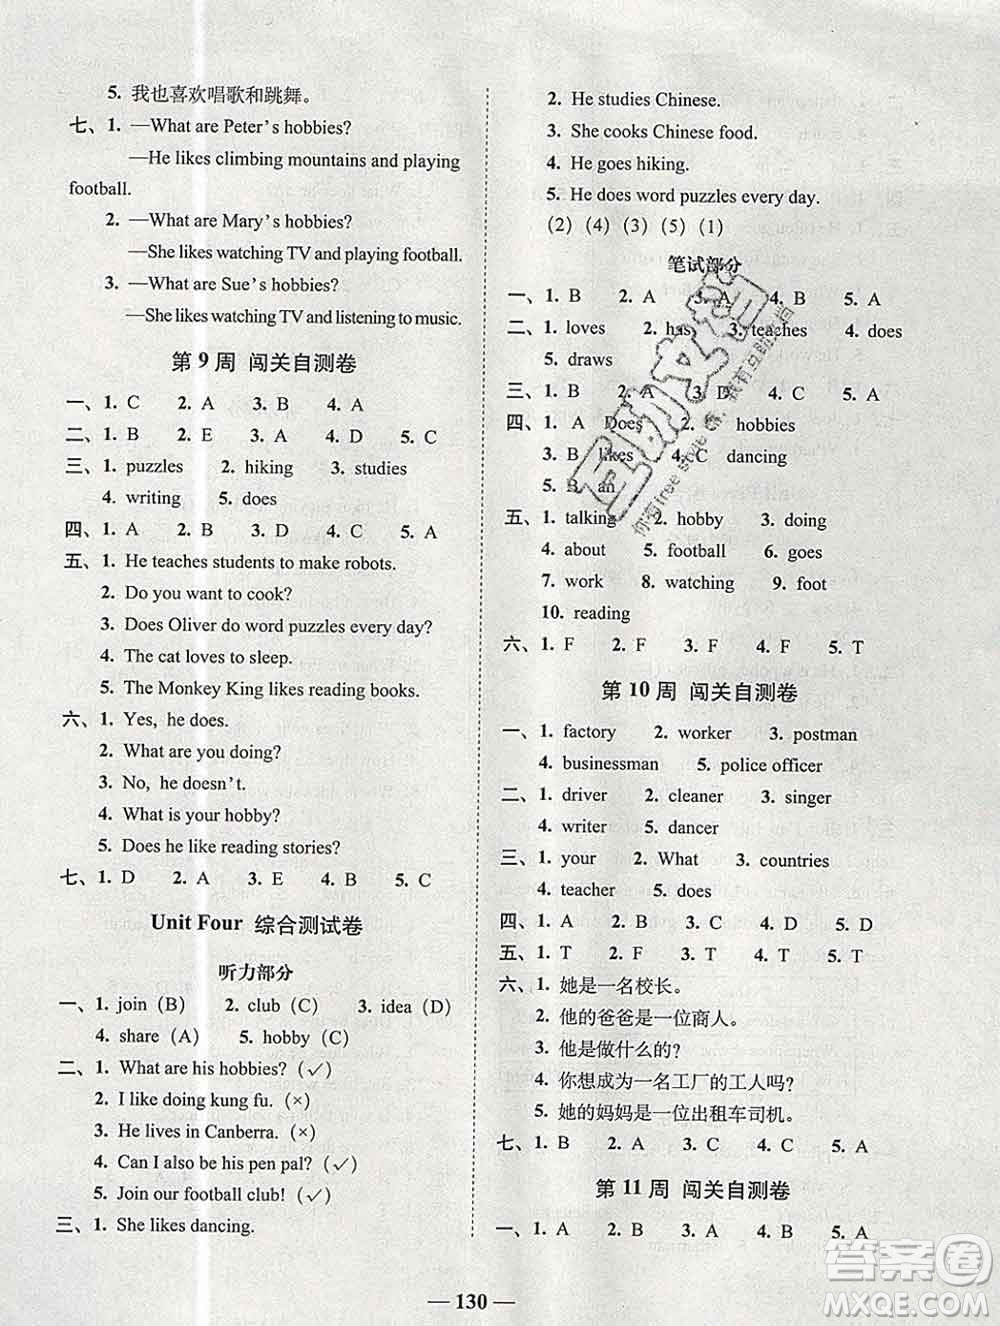 5. 我也喜欢唱歌和跳舞。
七、1. —What are Peter's hobbies?
—He likes climbing mountains and playing
football.
2. —What are Mary's hobbies?
—She likes watching TV and playing football.
3. —What are Sue's hobbies?
—She likes watching TV and listening to music.
第 9 周 闯关自测卷
一、1. C 2. A 3. B 4. A
二、1. B 2. E 3. A 4. D 5. C
三、1. puzzles 2. hiking 3. studies
4. writing 5. does
四、1. A 2. B 3. C 4. C 5. A
五、1. He teaches students to make robots.
2. Do you want to cook?
3. Does Oliver do word puzzles every day?
4. The cat loves to sleep.
5. The Monkey King likes reading books.
六、1. Yes, he does.
2. What are you doing?
3. No, he doesn't.
4. What is your hobby?
5. Does he like reading stories?
七、1. D 2. A 3. E 4. B 5. C
Unit Four 综合测试卷
听力部分
一、1. join (B) 2. club (C) 3. idea (D)
4. share (A) 5. hobby (C)
二、1. What are his hobbies? (✓)
2. I like doing kung fu. (×)
3. He lives in Canberra. (×)
4. Can I also be his pen pal? (✓)
5. Join our football club! (✓)
三、1. She likes dancing.
2. He studies Chinese.
3. She cooks Chinese food.
4. He goes hiking.
5. He does word puzzles every day.
(2) (4) (3) (5) (1)
笔试部分
一、1. B 2. A 3. A 4. B 5. A
二、1. loves 2. has 3. teaches 4. does
5. draws
三、1. B 2. A 3. D 4. C 5. A
四、1. A Does 2. C hobbies
3. B likes 4. C dancing
5. B an
五、1. talking 2. hobby 3. doing
4. about 5. football 6. goes
7. work 8. watching 9. foot
10. reading
六、1. F 2. F 3. F 4. F 5. T
第 10 周 闯关自测卷
一、1. factory 2. worker 3. postman
4. businessman 5. police officer
二、1. driver 2. cleaner 3. singer
4. writer 5. dancer
三、1. your 2. What 3. countries
4. teacher 5. does
四、1. A 2. B 3. C 4. D 5. D
五、1. T 2. F 3. T 4. T 5. T
六、1. 她是一名校长。
2. 他的爸爸是一位商人。
3. 他是做什么的?
4. 你想成为一名工厂的工人吗?
5. 她的妈妈是一位出租车司机。
七、1. B 2. A 3. C 4. C 5. A
第 11 周 闯关自测卷
一、1. A 2. B 3. A 4. B 5. A
— 130 —
答案圈
MXQE.COM